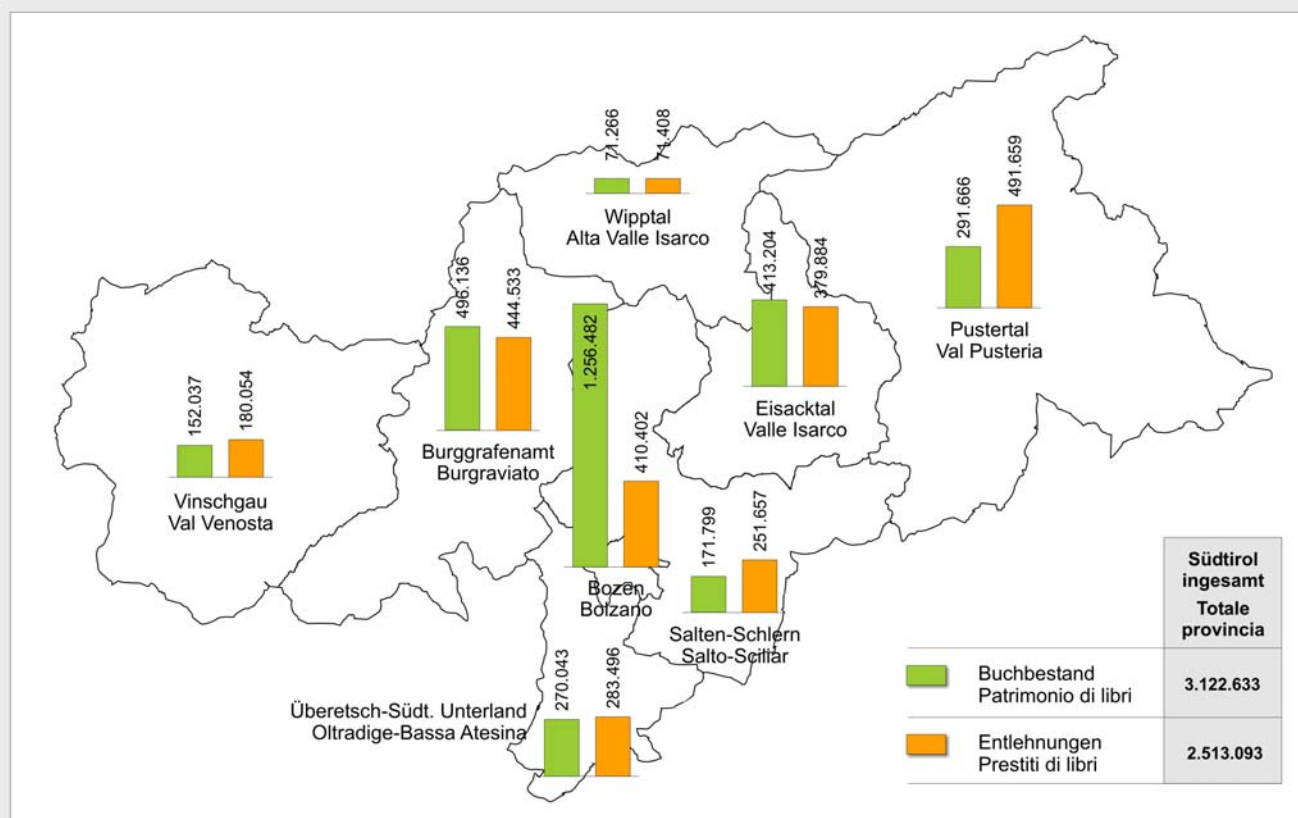 71.266
71.408
Wipptal
Alta Valle Isarco
291.666
491.659
Pustertal
Val Pusteria
413.204
379.884
Eisacktal
Valle Isarco
496.136
444.533
Burggrafenamt
Burgraviato
1.256.482
410.402
Bozen
Bolzano
152.037
180.054
Vinschgau
Val Venosta
171.799
251.657
Salten-Schlern
Salto-Sciliar
270.043
283.496
Überetsch-Südt. Unterland
Oltradige-Bassa Atesina
Südtirol
ingesamt
Totale
provincia
Buchbestand
Patrimonio di libri
3.122.633
Entlehnungen
Prestiti di libri
2.513.093